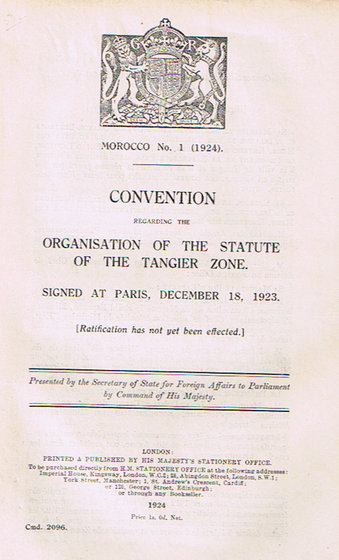 G R
MOROCCO No. 1 (1924).
CONVENTION
REGARDING THE
ORGANISATION OF THE STATUTE
OF THE TANGIER ZONE.
SIGNED AT PARIS, DECEMBER 18, 1923.
[Ratification has not yet been effected.]
Presented by the Secretary of State for Foreign Affairs to Parliament
by Command of His Majesty.
LONDON:
PRINTED & PUBLISHED BY HIS MAJESTY'S STATIONERY OFFICE.
To be purchased directly from H.M. STATIONERY OFFICE at the following addresses:
Imperial House, Kingsway, London, W.C.2; 28, Abingdon Street, London, S.W.1;
York Street, Manchester; 1, St. Andrew's Crescent, Cardiff;
or 120, George Street, Edinburgh;
or through any Bookseller.
1924
Price 1s. 0d. Net.
Cmd. 2096.